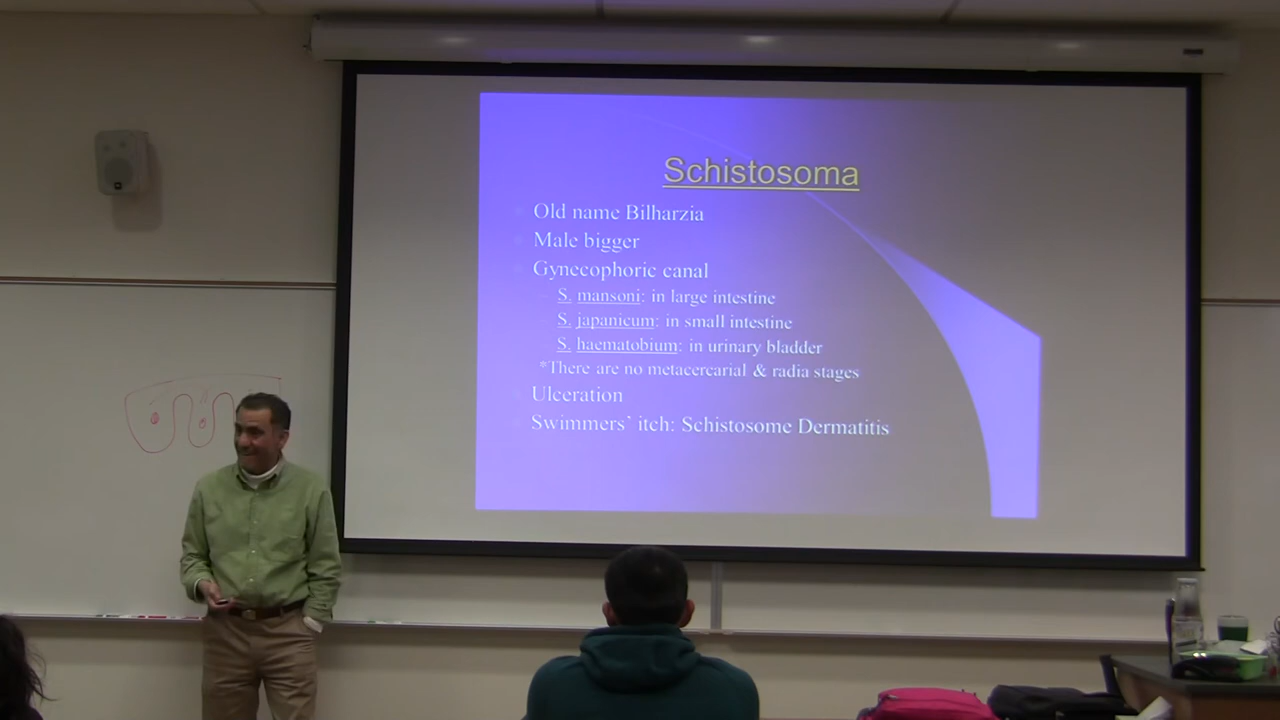 Schistosoma
Old name Bilharzia
Male bigger
Gynecophoric canal
S. mansoni: in large intestine
S. japanicum: in small intestine
S. haematobium: in urinary bladder
*There are no metacercarial & radia stages
Ulceration
Swimmers' itch: Schistosome Dermatitis